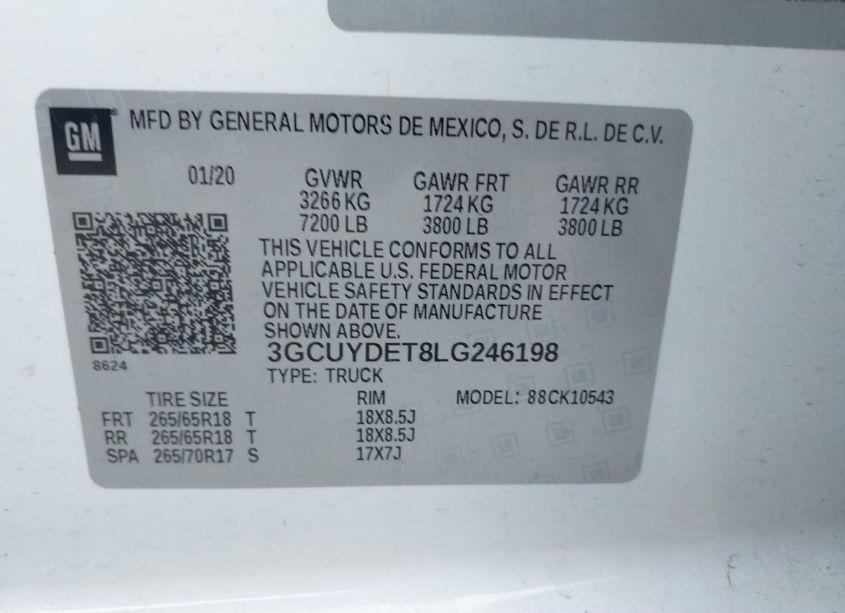 GM
MFD BY GENERAL MOTORS DE MEXICO, S. DE R.L. DE C.V.
01/20 GVWR GAWR FRT GAWR RR
3266 KG 1724 KG 1724 KG
7200 LB 3800 LB 3800 LB
THIS VEHICLE CONFORMS TO ALL
APPLICABLE U.S. FEDERAL MOTOR
VEHICLE SAFETY STANDARDS IN EFFECT
ON THE DATE OF MANUFACTURE
SHOWN ABOVE.
3GCUYDET8LG246198
8624
TYPE: TRUCK
TIRE SIZE RIM MODEL: 88CK10543
FRT 265/65R18 T 18X8.5J
RR 265/65R18 T 18X8.5J
SPA 265/70R17 S 17X7J